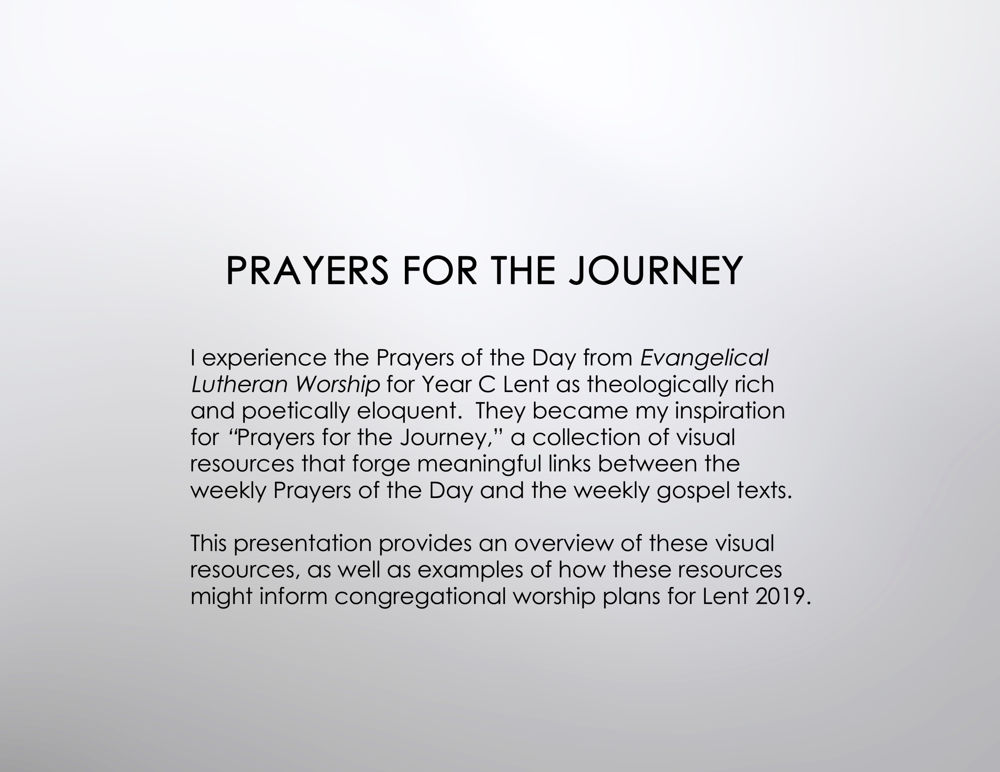 PRAYERS FOR THE JOURNEY
I experience the Prayers of the Day from Evangelical
Lutheran Worship for Year C Lent as theologically rich
and poetically eloquent.  They became my inspiration
for “Prayers for the Journey,” a collection of visual
resources that forge meaningful links between the
weekly Prayers of the Day and the weekly gospel texts.
This presentation provides an overview of these visual
resources, as well as examples of how these resources
might inform congregational worship plans for Lent 2019.